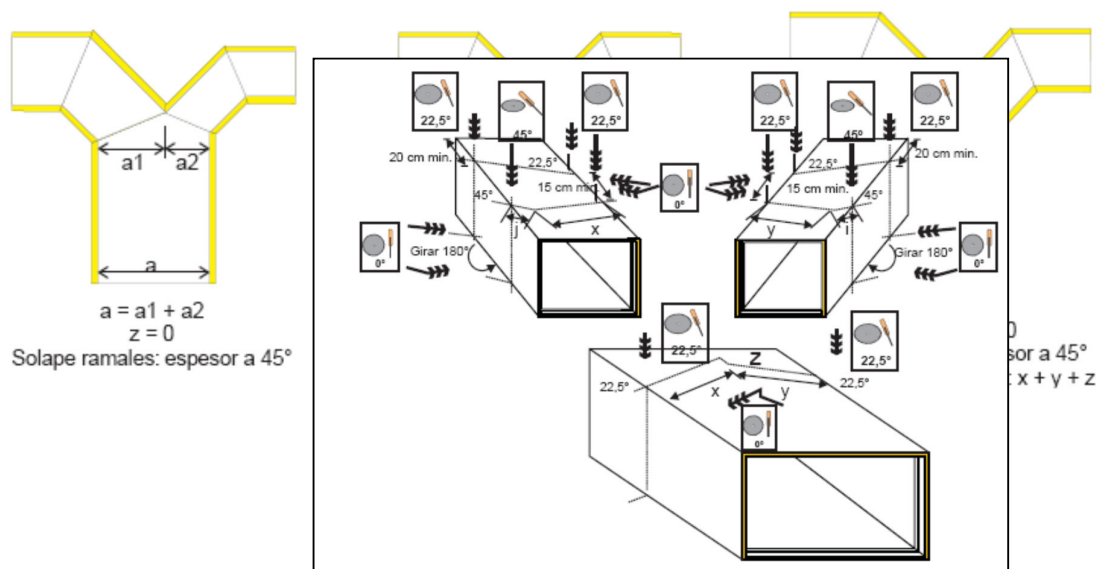 a1
a2
a
a = a1 + a2
z = 0
Solape ramales: espesor a 45°
22,5°
45°
22,5°
20 cm min.
22,5°
15 cm min.
45°
j
x
0°
Girar 180°
0°
22,5°
45°
22,5°
22,5°
20 cm min.
15 cm min.
45°
y
i
Girar 180°
0°
22,5°
22,5°
z
22,5°
x
y
22,5°
0°
0
sor a 45°
: x + y + z